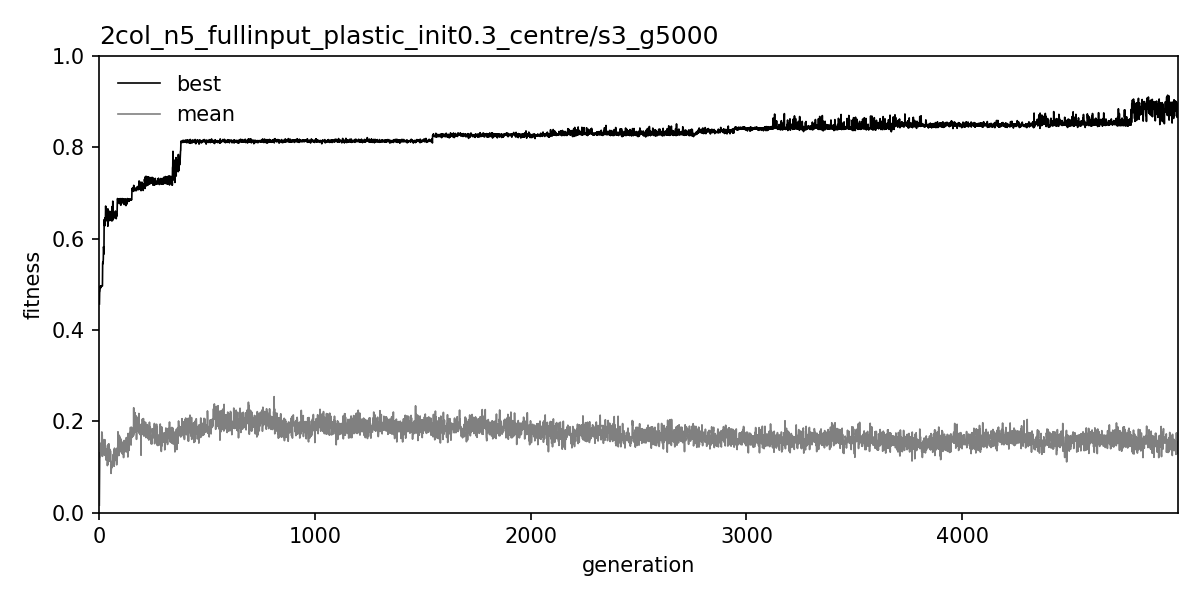 2col_n5_fullinput_plastic_init0.3_centre/s3_g5000
1.0
best
mean
0.8
0.6
fitness
0.4
0.2
0.0
0
1000
2000
3000
4000
generation